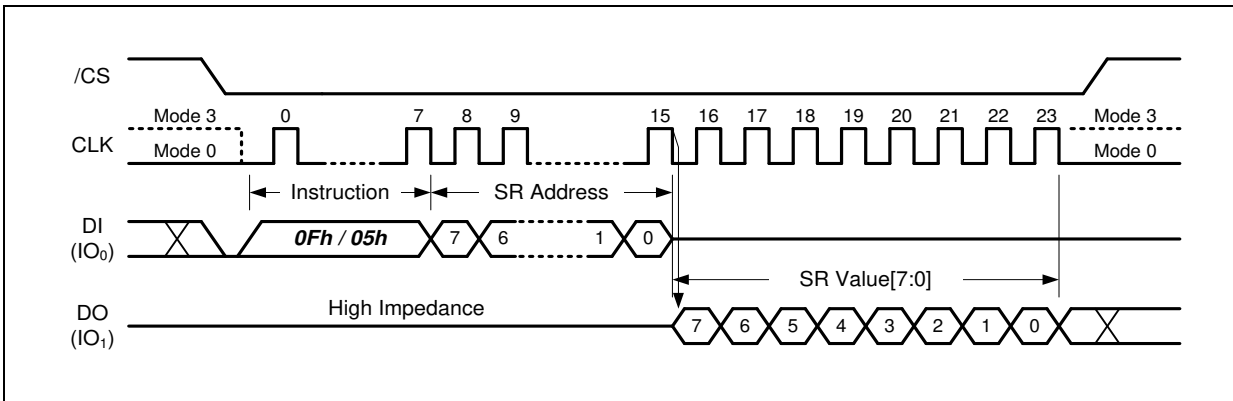 /CS
Mode 3 0 7 8 9 15 16 17 18 19 20 21 22 23 Mode 3
CLK
Mode 0 Mode 0
Instruction SR Address
DI
(IO₀)
0Fh / 05h 7 6 1 0
SR Value[7:0]
High Impedance
DO
(IO₁)
7 6 5 4 3 2 1 0